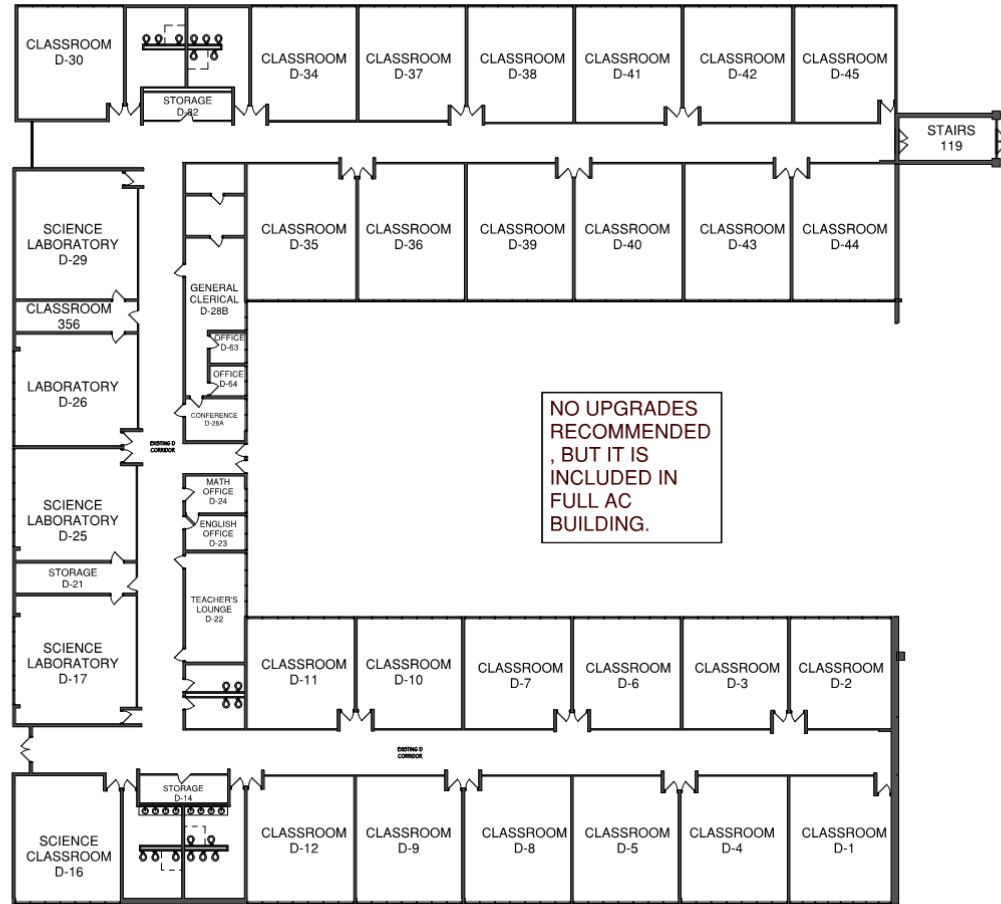 CLASSROOM
D-30
STORAGE
D-82
CLASSROOM
D-34
CLASSROOM
D-37
CLASSROOM
D-38
CLASSROOM
D-41
CLASSROOM
D-42
CLASSROOM
D-45
STAIRS
119
SCIENCE
LABORATORY
D-29
CLASSROOM
356
LABORATORY
D-26
SCIENCE
LABORATORY
D-25
STORAGE
D-21
SCIENCE
LABORATORY
D-17
EXISTING D
CORRIDOR
GENERAL
CLERICAL
D-28B
OFFICE
D-63
OFFICE
D-64
CONFERENCE
D-28A
MATH
OFFICE
D-24
ENGLISH
OFFICE
D-23
TEACHER'S
LOUNGE
D-22
CLASSROOM
D-35
CLASSROOM
D-36
CLASSROOM
D-39
CLASSROOM
D-40
CLASSROOM
D-43
CLASSROOM
D-44
NO UPGRADES
RECOMMENDED
, BUT IT IS
INCLUDED IN
FULL AC
BUILDING.
CLASSROOM
D-11
CLASSROOM
D-10
CLASSROOM
D-7
CLASSROOM
D-6
CLASSROOM
D-3
CLASSROOM
D-2
EXISTING D
CORRIDOR
SCIENCE
CLASSROOM
D-16
STORAGE
D-14
CLASSROOM
D-12
CLASSROOM
D-9
CLASSROOM
D-8
CLASSROOM
D-5
CLASSROOM
D-4
CLASSROOM
D-1